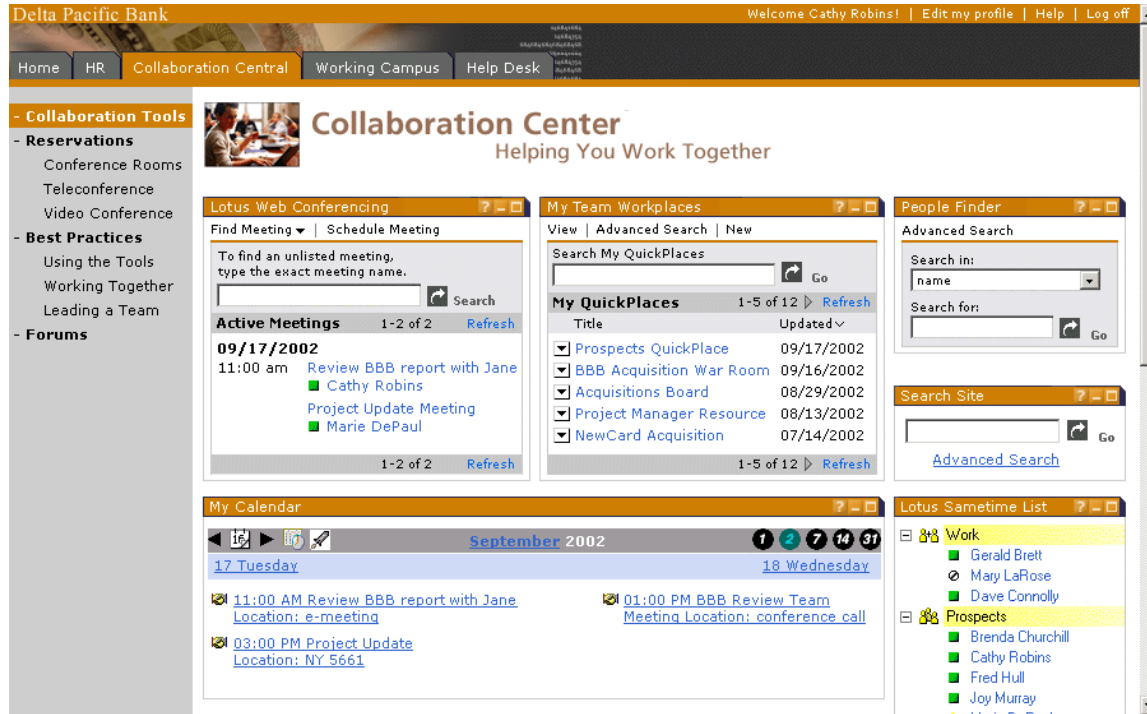 Delta Pacific Bank
Welcome Cathy Robins! | Edit my profile | Help | Log off
Home
HR
Collaboration Central
Working Campus
Help Desk
- Collaboration Tools
- Reservations
Conference Rooms
Teleconference
Video Conference
- Best Practices
Using the Tools
Working Together
Leading a Team
- Forums
Collaboration Center
Helping You Work Together
Lotus Web Conferencing
Find Meeting | Schedule Meeting
To find an unlisted meeting,
type the exact meeting name.
Search
Active Meetings 1-2 of 2 Refresh
09/17/2002
11:00 am Review BBB report with Jane
Cathy Robins
Project Update Meeting
Marie DePaul
1-2 of 2 Refresh
My Team Workplaces
View | Advanced Search | New
Search My QuickPlaces
Go
My QuickPlaces 1-5 of 12 Refresh
Title Updated
Prospects QuickPlace 09/17/2002
BBB Acquisition War Room 09/16/2002
Acquisitions Board 08/29/2002
Project Manager Resource 08/13/2002
NewCard Acquisition 07/14/2002
1-5 of 12 Refresh
People Finder
Advanced Search
Search in:
name
Search for:
Go
Search Site
Go
Advanced Search
My Calendar
16
September 2002
1 2 7 14 31
17 Tuesday
18 Wednesday
11:00 AM Review BBB report with Jane
Location: e-meeting
03:00 PM Project Update
Location: NY 5661
01:00 PM BBB Review Team
Meeting Location: conference call
Lotus Sametime List
Work
Gerald Brett
Mary LaRose
Dave Connolly
Prospects
Brenda Churchill
Cathy Robins
Fred Hull
Joy Murray